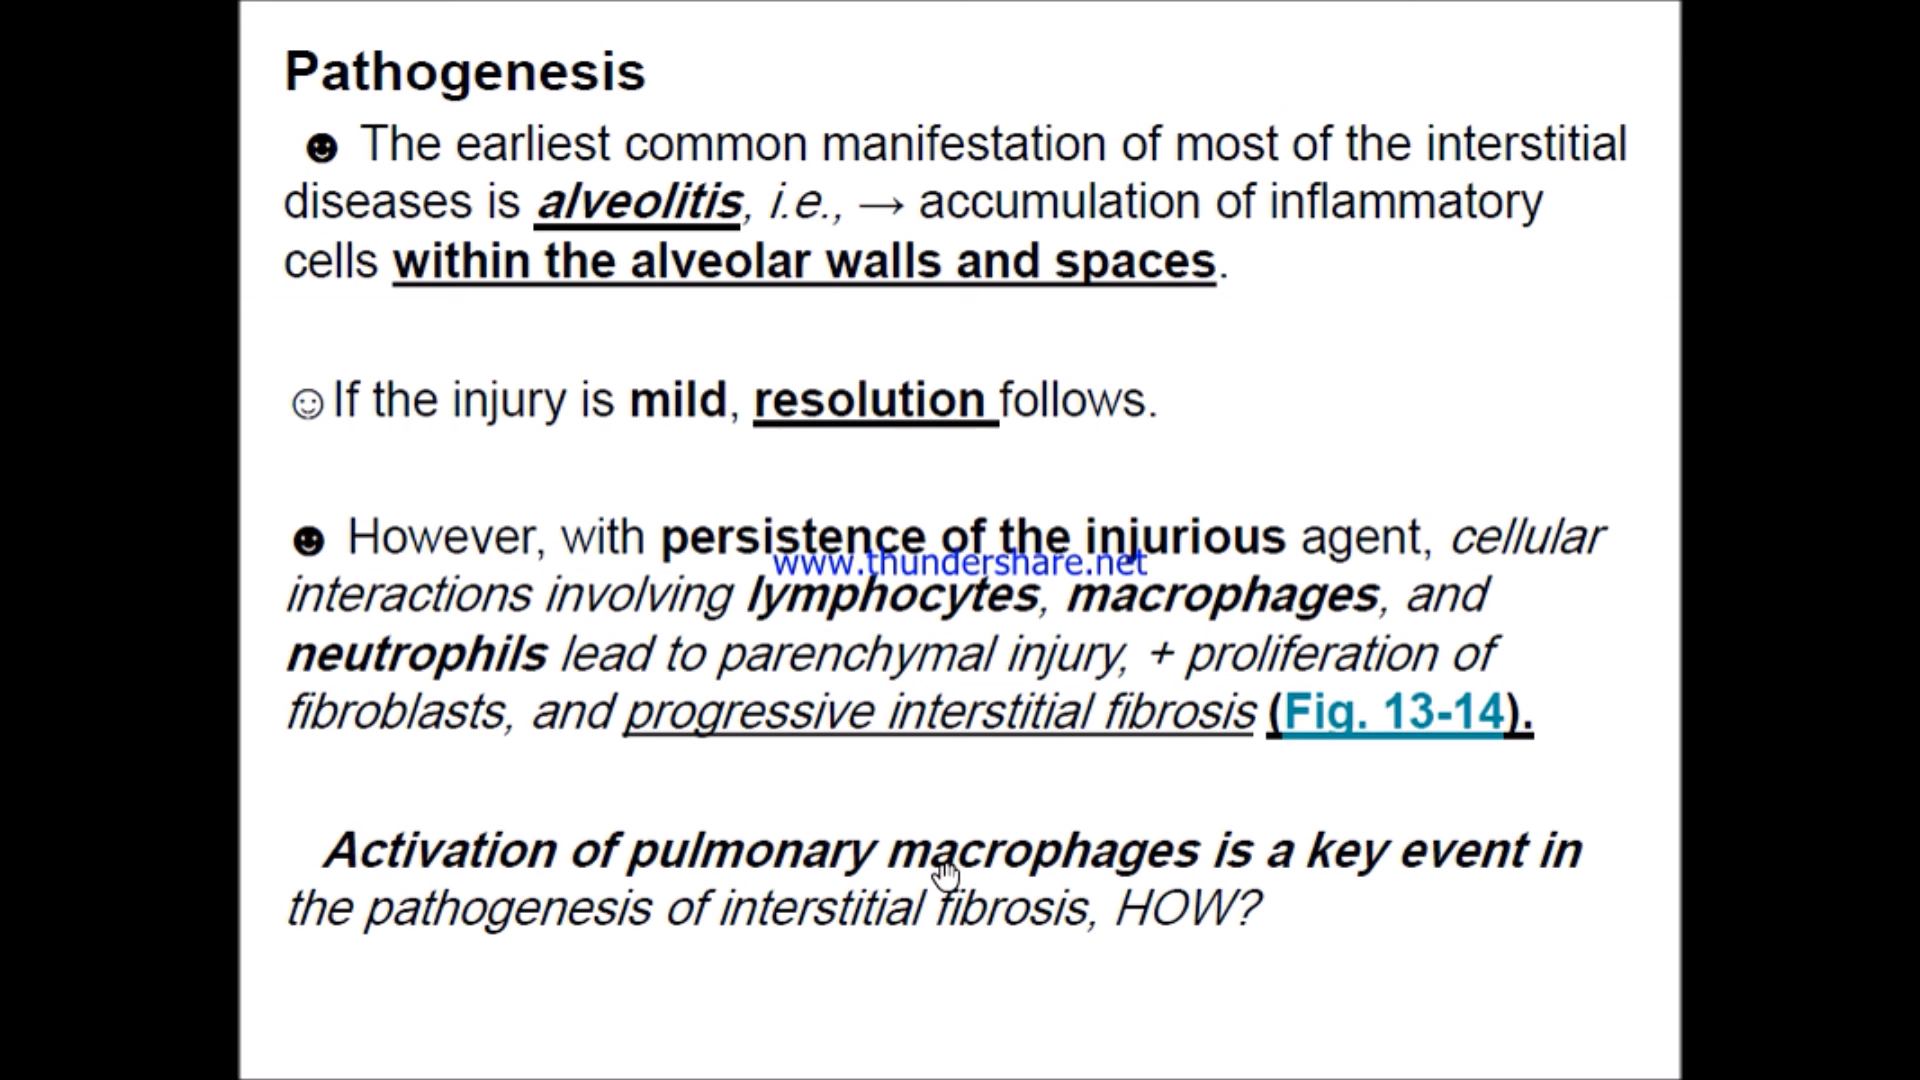 Pathogenesis
☻ The earliest common manifestation of most of the interstitial
diseases is alveolitis, i.e., → accumulation of inflammatory
cells within the alveolar walls and spaces.
☺If the injury is mild, resolution follows.
☻ However, with persistence of the injurious agent, cellular
www.thundershare.net
interactions involving lymphocytes, macrophages, and
neutrophils lead to parenchymal injury, + proliferation of
fibroblasts, and progressive interstitial fibrosis (Fig. 13-14).
Activation of pulmonary macrophages is a key event in
the pathogenesis of interstitial fibrosis, HOW?